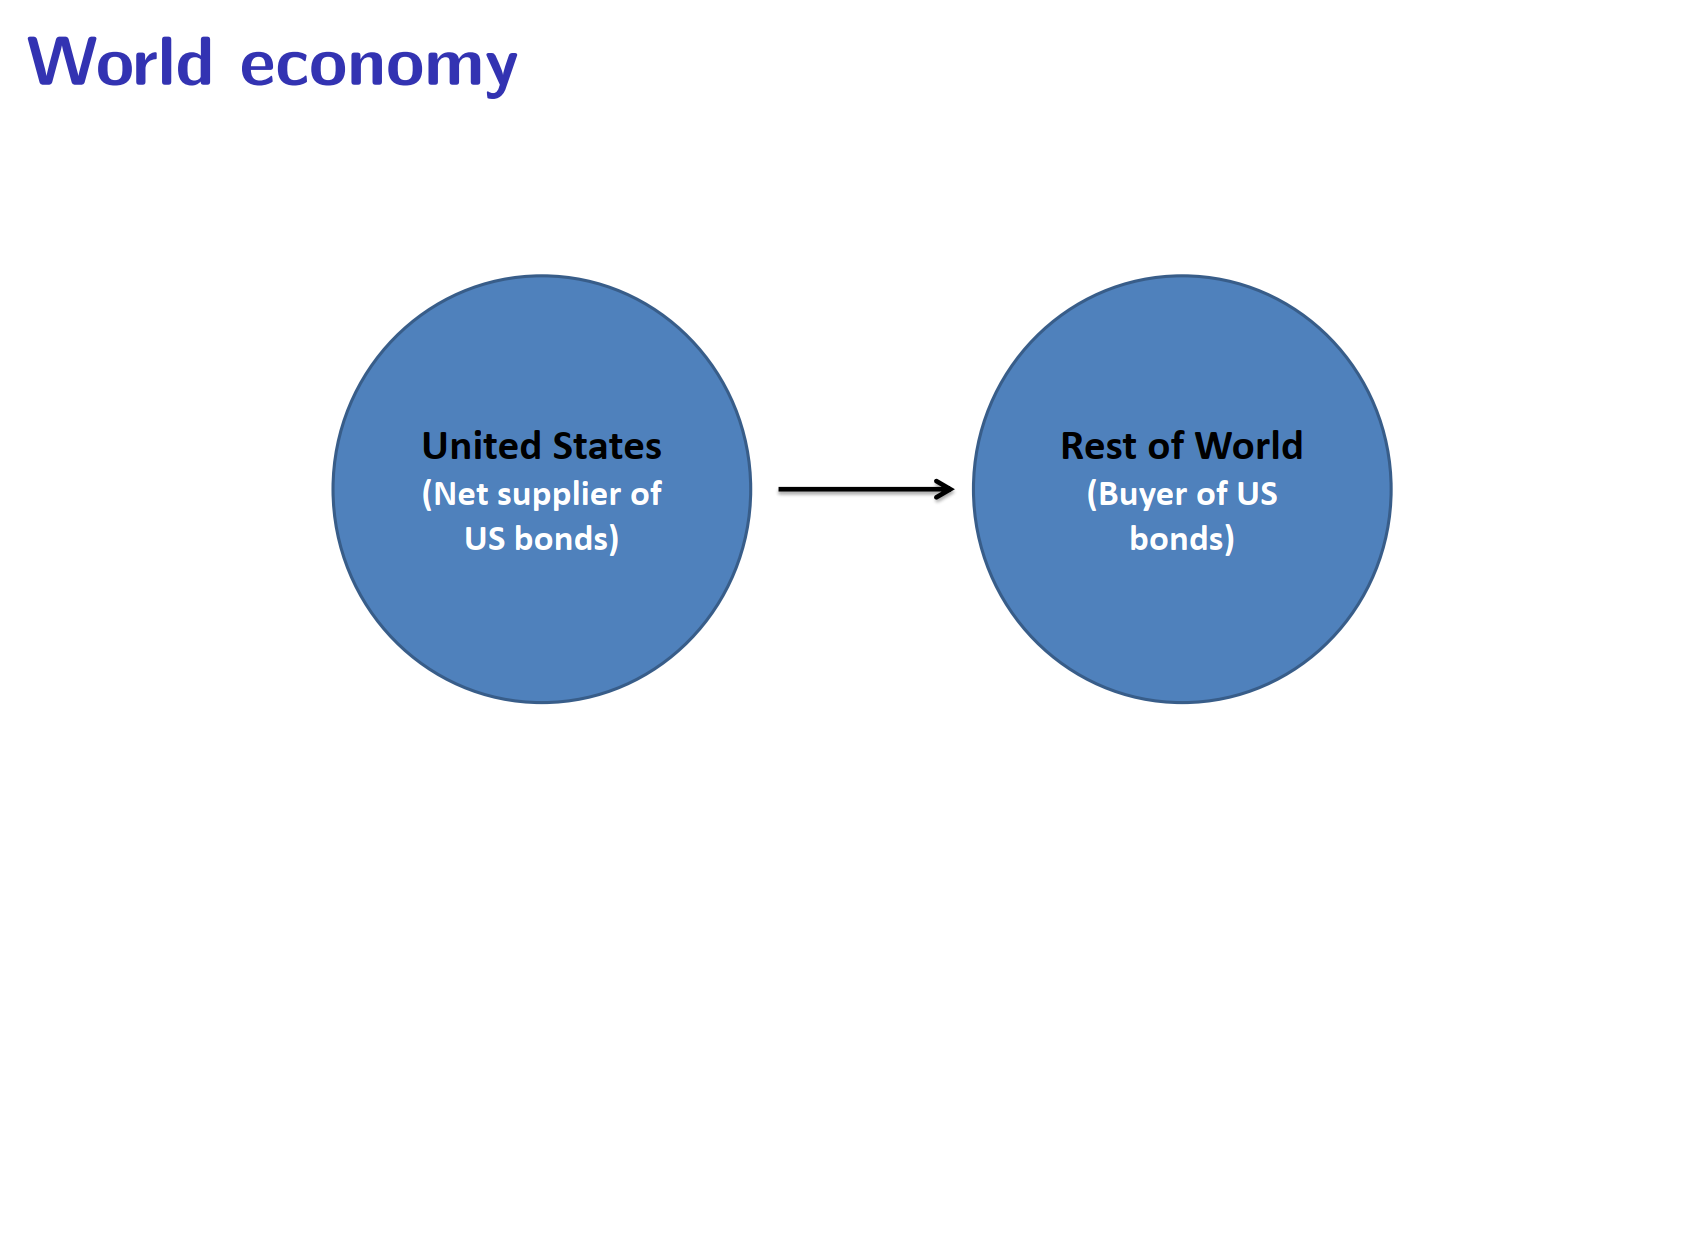 World economy
United States
(Net supplier of
US bonds)
Rest of World
(Buyer of US
bonds)